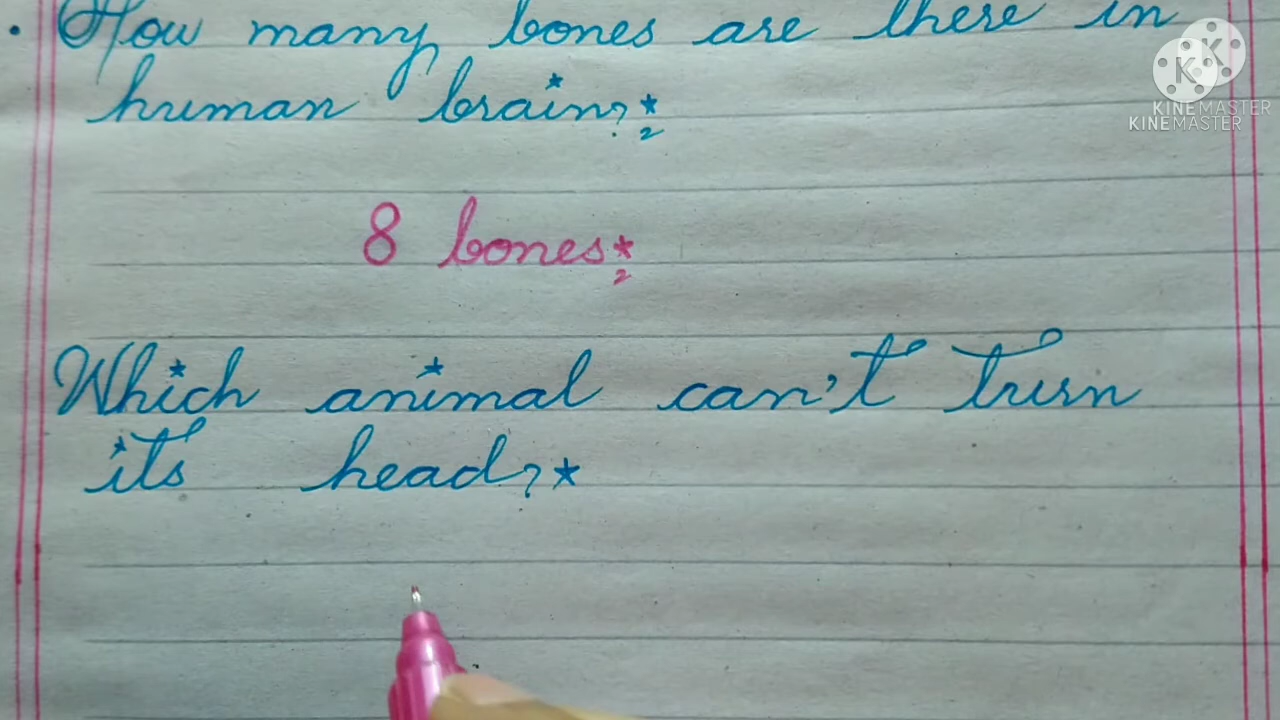 How many bones are there in
human brain?
8 bones
Which animal can't turn
its head?
KINEMASTER
KINEMASTER